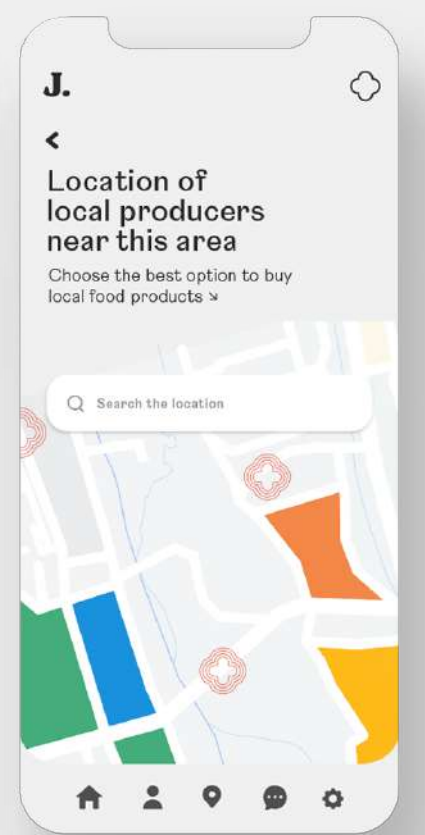 J.
Location of
local producers
near this area
Choose the best option to buy
local food products ↘
Search the location